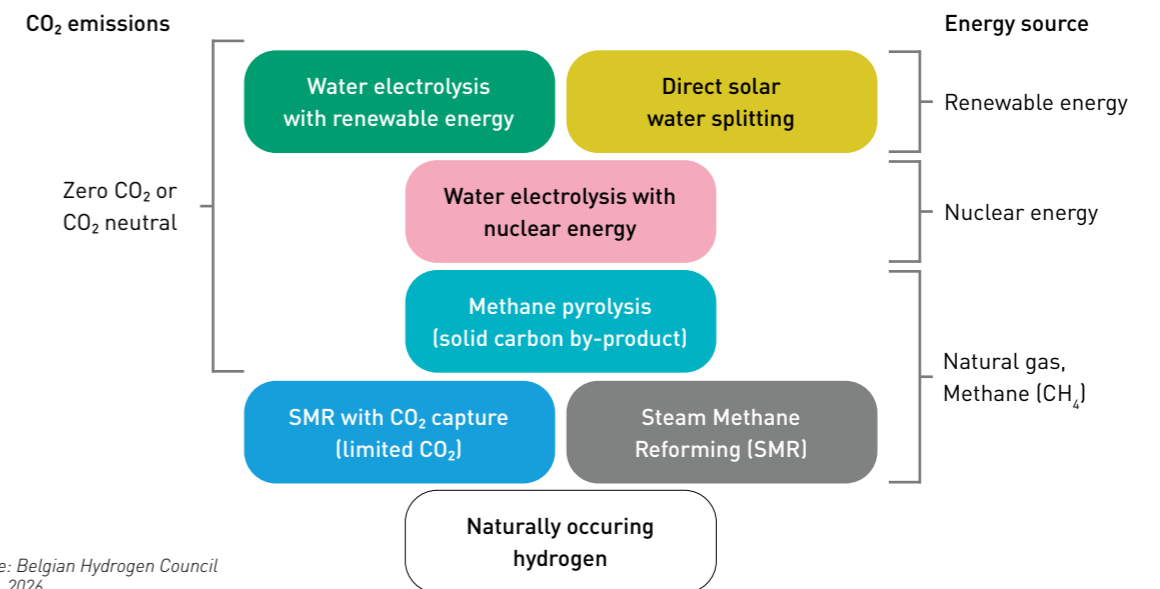 CO₂ emissions
Energy source
Water electrolysis
with renewable energy
Direct solar
water splitting
Renewable energy
Zero CO₂ or
CO₂ neutral
Water electrolysis with
nuclear energy
Nuclear energy
Methane pyrolysis
(solid carbon by-product)
Natural gas,
Methane (CH₄)
SMR with CO₂ capture
(limited CO₂)
Steam Methane
Reforming (SMR)
Naturally occuring
hydrogen
e: Belgian Hydrogen Council
2026